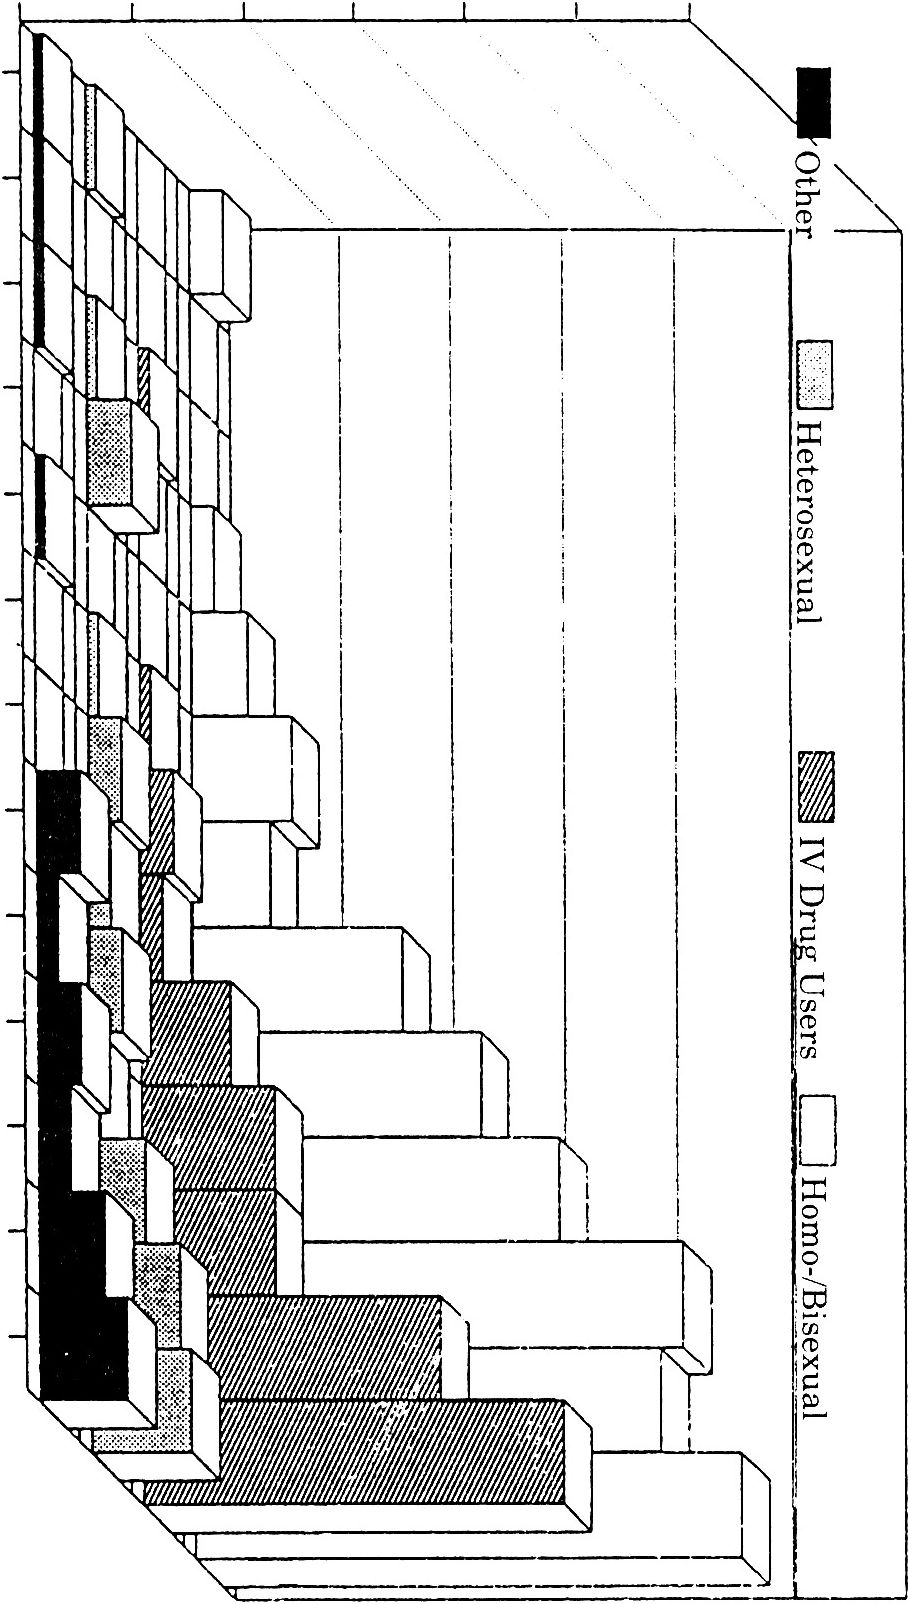 Other
Heterosexual
IV Drug Users
Homo-/Bisexual